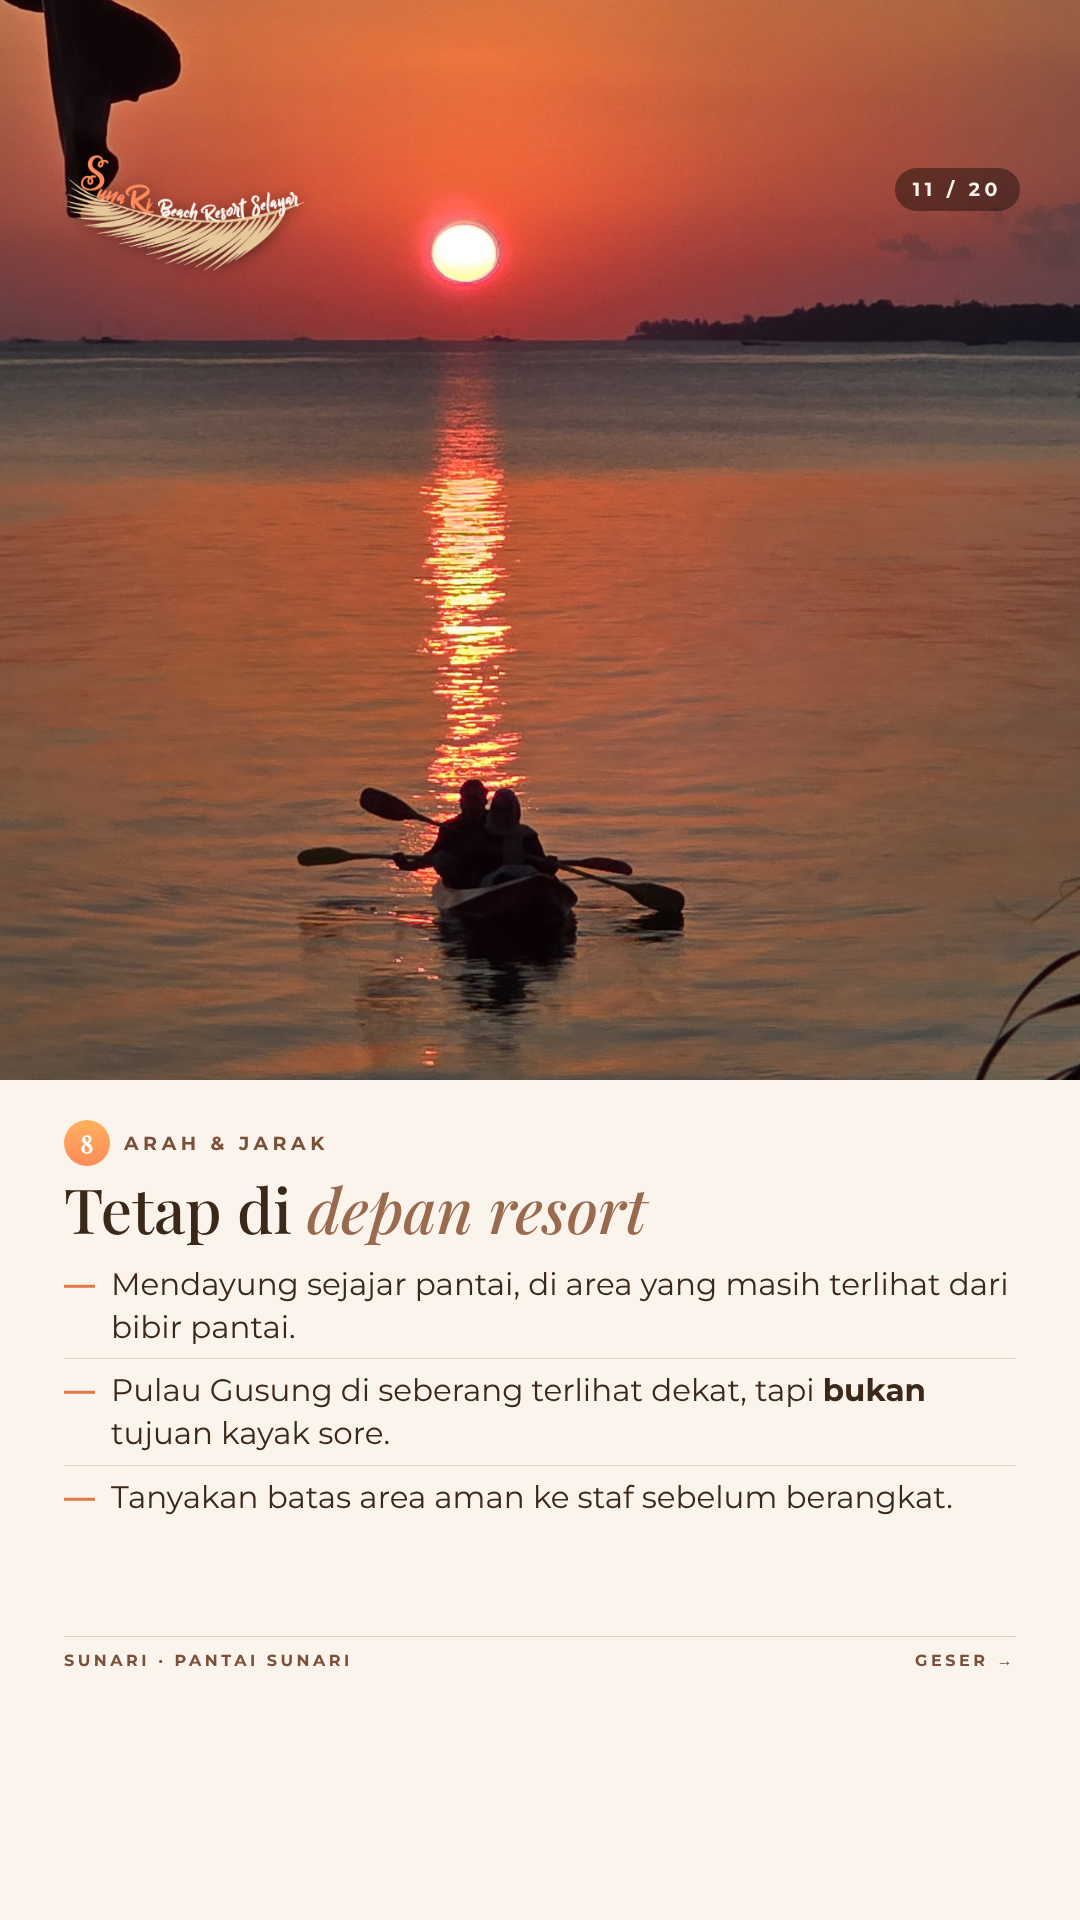 SunaRi Beach Resort Selayar
11 / 20
8 ARAH & JARAK
Tetap di depan resort
— Mendayung sejajar pantai, di area yang masih terlihat dari
bibir pantai.
— Pulau Gusung di seberang terlihat dekat, tapi bukan
tujuan kayak sore.
— Tanyakan batas area aman ke staf sebelum berangkat.
SUNARI · PANTAI SUNARI
GESER →